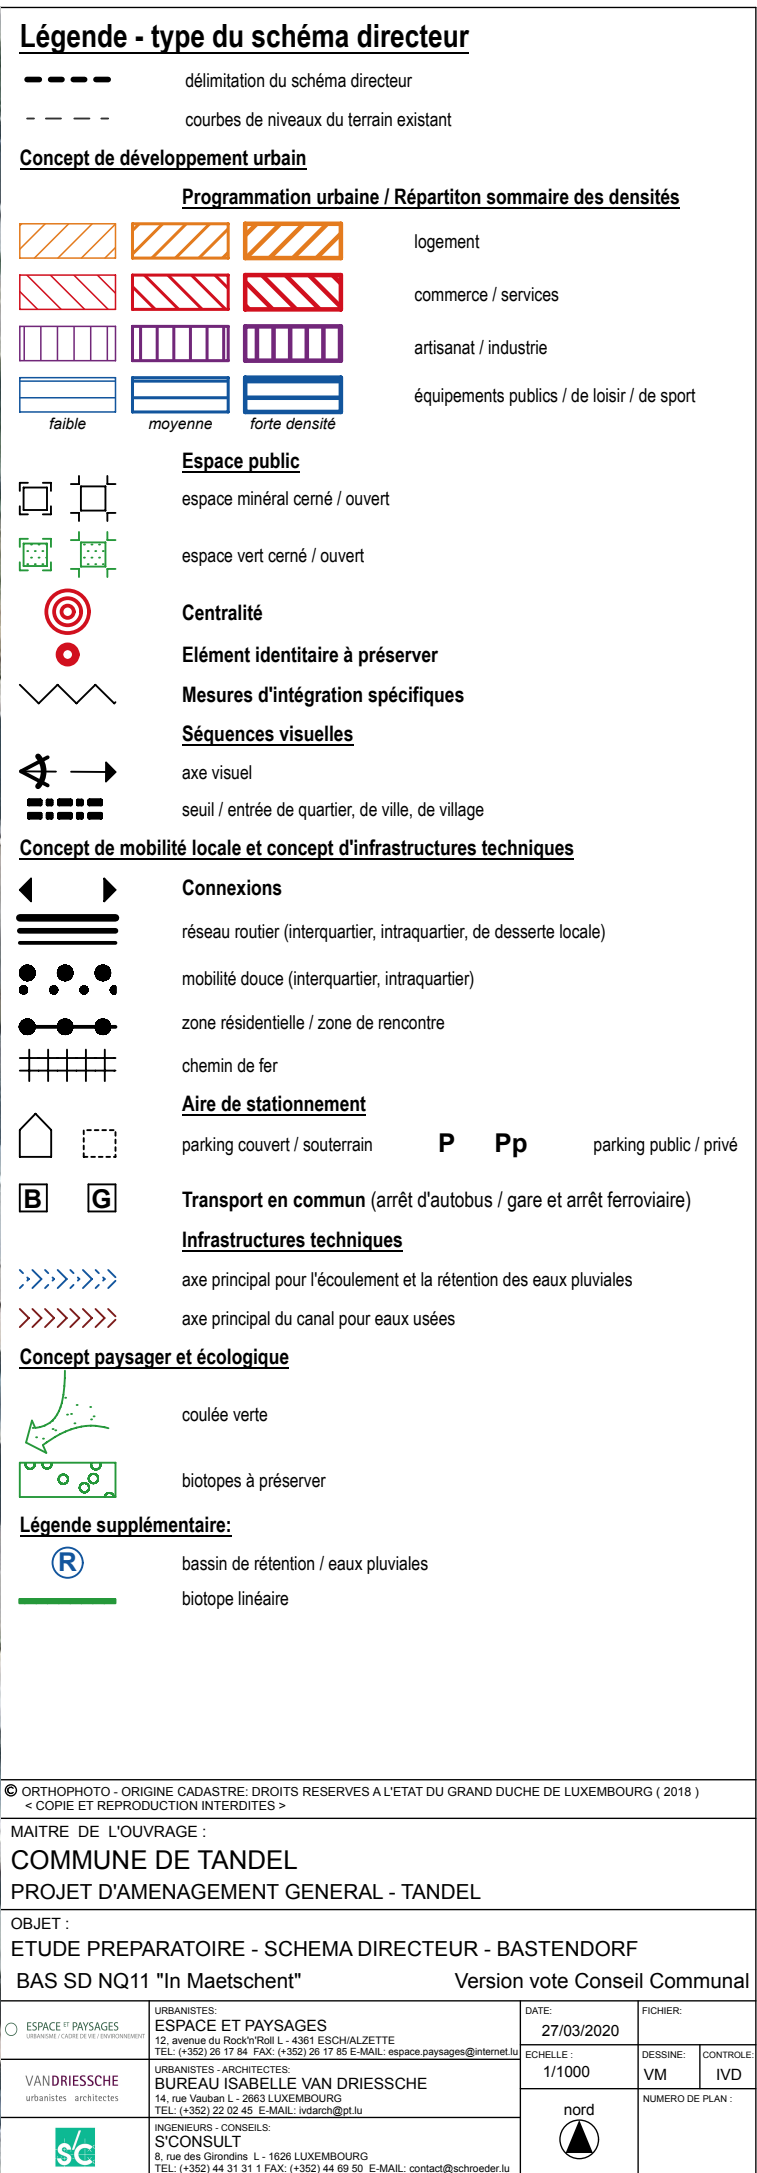 Légende - type du schéma directeur
délimitation du schéma directeur
courbes de niveaux du terrain existant
Concept de développement urbain
Programmation urbaine / Répartiton sommaire des densités
logement
commerce / services
artisanat / industrie
équipements publics / de loisir / de sport
faible moyenne forte densité
Espace public
espace minéral cerné / ouvert
espace vert cerné / ouvert
Centralité
Elément identitaire à préserver
Mesures d'intégration spécifiques
Séquences visuelles
axe visuel
seuil / entrée de quartier, de ville, de village
Concept de mobilité locale et concept d'infrastructures techniques
Connexions
réseau routier (interquartier, intraquartier, de desserte locale)
mobilité douce (interquartier, intraquartier)
zone résidentielle / zone de rencontre
chemin de fer
Aire de stationnement
parking couvert / souterrain P Pp parking public / privé
B G Transport en commun (arrêt d'autobus / gare et arrêt ferroviaire)
Infrastructures techniques
axe principal pour l'écoulement et la rétention des eaux pluviales
axe principal du canal pour eaux usées
Concept paysager et écologique
coulée verte
biotopes à préserver
Légende supplémentaire:
R bassin de rétention / eaux pluviales
biotope linéaire
© ORTHOPHOTO - ORIGINE CADASTRE: DROITS RESERVES A L'ETAT DU GRAND DUCHE DE LUXEMBOURG ( 2018 )
< COPIE ET REPRODUCTION INTERDITES >
MAITRE DE L'OUVRAGE :
COMMUNE DE TANDEL
PROJET D'AMENAGEMENT GENERAL - TANDEL
OBJET :
ETUDE PREPARATOIRE - SCHEMA DIRECTEUR - BASTENDORF
BAS SD NQ11 "In Maetschent" Version vote Conseil Communal
ESPACE ET PAYSAGES
URBANISME / CADRE DE VIE / ENVIRONNEMENT
URBANISTES:
ESPACE ET PAYSAGES
12, avenue du Rock'n'Roll L - 4361 ESCH/ALZETTE
TEL: (+352) 26 17 84 FAX: (+352) 26 17 85 E-MAIL: espace.paysages@internet.lu
DATE:
27/03/2020
FICHIER:
VANDRIESSCHE
urbanistes architectes
URBANISTES - ARCHITECTES:
BUREAU ISABELLE VAN DRIESSCHE
14, rue Vauban L - 2663 LUXEMBOURG
TEL: (+352) 22 02 45 E-MAIL: ivdarch@pt.lu
ECHELLE :
1/1000
DESSINE:
VM
CONTROLE:
IVD
s/c
INGENIEURS - CONSEILS:
S'CONSULT
8, rue des Girondins L - 1626 LUXEMBOURG
TEL: (+352) 44 31 31 1 FAX: (+352) 44 69 50 E-MAIL: contact@schroeder.lu
nord
NUMERO DE PLAN :